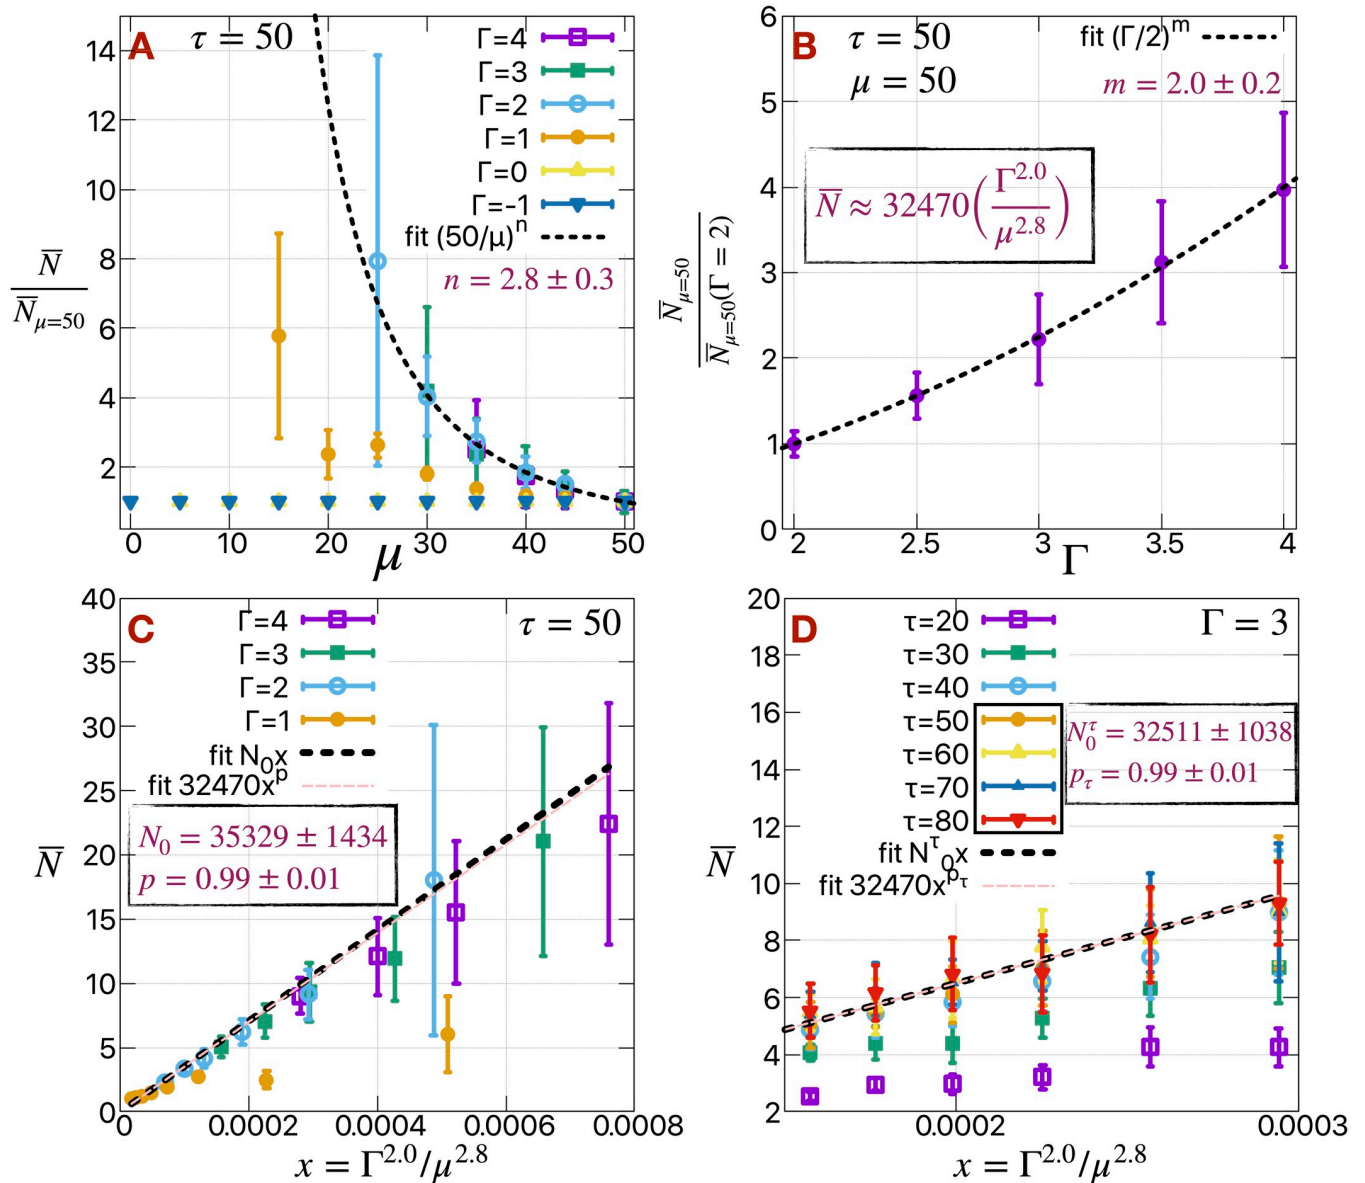 A
τ = 50
Γ=4
Γ=3
Γ=2
Γ=1
Γ=0
Γ=-1
fit (50/μ)^n
n = 2.8 ± 0.3
N̅ / N̅_{μ=50}
14
12
10
8
6
4
2
0 10 20 30 40 50
μ
B
τ = 50
μ = 50
fit (Γ/2)^m
m = 2.0 ± 0.2
N̅ ≈ 32470(Γ^{2.0} / μ^{2.8})
N̅_{μ=50} / N̅_{μ=50}(Γ = 2)
6
5
4
3
2
1
0
2 2.5 3 3.5 4
Γ
C
τ = 50
Γ=4
Γ=3
Γ=2
Γ=1
fit N_0x
fit 32470x^p
N_0 = 35329 ± 1434
p = 0.99 ± 0.01
N̅
40
35
30
25
20
15
10
5
0
0 0.0002 0.0004 0.0006 0.0008
x = Γ^{2.0}/μ^{2.8}
D
Γ = 3
τ=20
τ=30
τ=40
τ=50
τ=60
τ=70
τ=80
fit N^τ_0x
fit 32470x^{p_τ}
N_0^τ = 32511 ± 1038
p_τ = 0.99 ± 0.01
N̅
20
18
16
14
12
10
8
6
4
2
0.0002 0.0003
x = Γ^{2.0}/μ^{2.8}